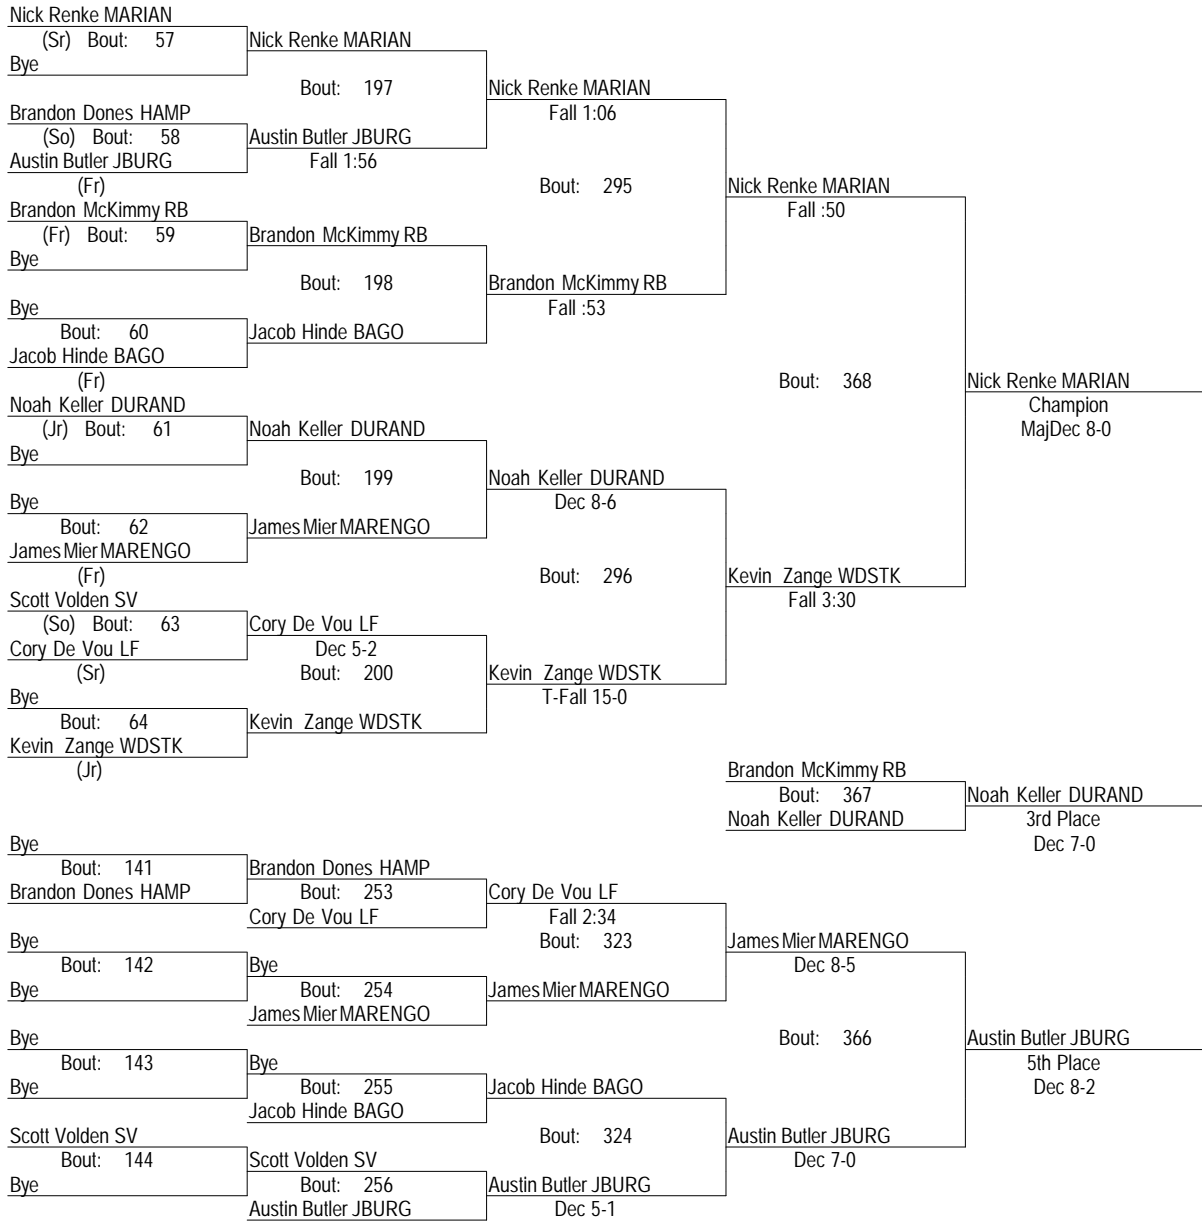 Nick Renke MARIAN
(Sr) Bout: 57
Bye
Nick Renke MARIAN
Bout: 197
Brandon Dones HAMP
(So) Bout: 58
Austin Butler JBURG
(Fr)
Austin Butler JBURG
Fall 1:56
Nick Renke MARIAN
Fall 1:06
Bout: 295
Brandon McKimmy RB
(Fr) Bout: 59
Bye
Brandon McKimmy RB
Bout: 198
Bye
Bout: 60
Jacob Hinde BAGO
(Fr)
Jacob Hinde BAGO
Brandon McKimmy RB
Fall :53
Nick Renke MARIAN
Fall :50
Bout: 368
Noah Keller DURAND
(Jr) Bout: 61
Bye
Noah Keller DURAND
Bout: 199
Bye
Bout: 62
James Mier MARENGO
(Fr)
James Mier MARENGO
Noah Keller DURAND
Dec 8-6
Bout: 296
Scott Volden SV
(So) Bout: 63
Cory De Vou LF
(Sr)
Cory De Vou LF
Dec 5-2
Bout: 200
Bye
Bout: 64
Kevin Zange WDSTK
(Jr)
Kevin Zange WDSTK
Kevin Zange WDSTK
T-Fall 15-0
Kevin Zange WDSTK
Fall 3:30
Nick Renke MARIAN
Champion
MajDec 8-0
Brandon McKimmy RB
Bout: 367
Noah Keller DURAND
Noah Keller DURAND
3rd Place
Dec 7-0
Bye
Bout: 141
Brandon Dones HAMP
Brandon Dones HAMP
Bout: 253
Cory De Vou LF
Cory De Vou LF
Fall 2:34
Bout: 323
Bye
Bout: 142
Bye
Bye
Bout: 254
James Mier MARENGO
James Mier MARENGO
James Mier MARENGO
Dec 8-5
Bout: 366
Bye
Bout: 143
Bye
Bye
Bout: 255
Jacob Hinde BAGO
Jacob Hinde BAGO
Bout: 324
Scott Volden SV
Bout: 144
Bye
Scott Volden SV
Bout: 256
Austin Butler JBURG
Austin Butler JBURG
Dec 5-1
Austin Butler JBURG
Dec 7-0
Austin Butler JBURG
5th Place
Dec 8-2